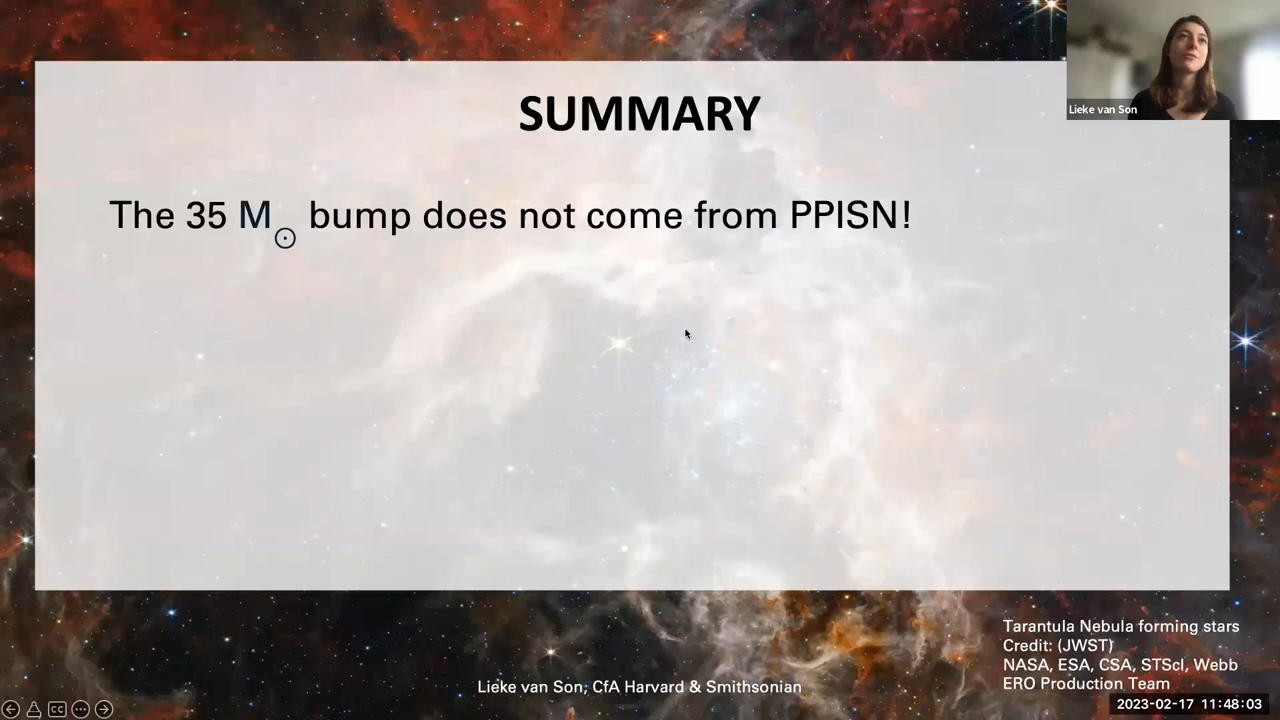 Lieke van Son
SUMMARY
The 35 M☉ bump does not come from PPISN!
Tarantula Nebula forming stars
Credit: (JWST)
NASA, ESA, CSA, STScI, Webb
ERO Production Team
Lieke van Son, CfA Harvard & Smithsonian
CC
2023-02-17 11:48:03